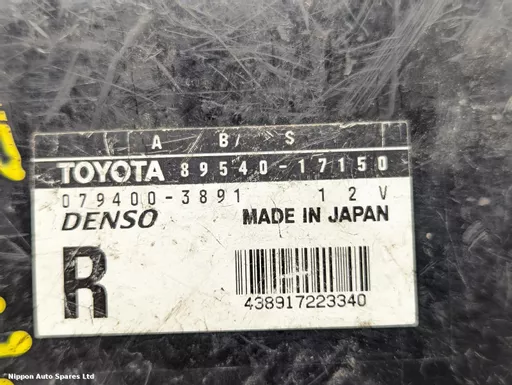 A B/ S
TOYOTA 89540-17150
079400-3891 12V
DENSO MADE IN JAPAN
R
438917223340
Nippon Auto Spares Ltd